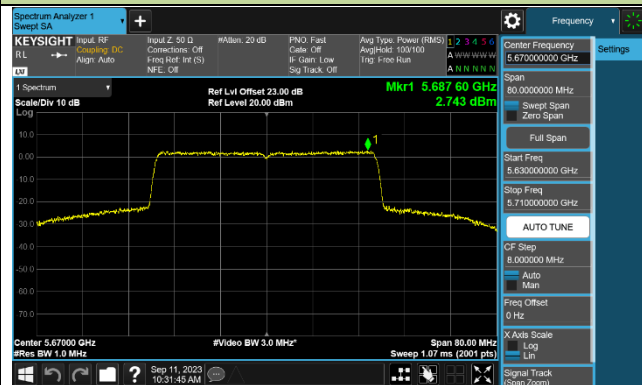 Spectrum Analyzer 1
Swept SA
+
Frequency
KEYSIGHT
RL
LXI
Input: RF
Coupling: DC
Align: Auto
Input Z: 50 Ω
Corrections: Off
Freq Ref: Int (S)
NFE: Off
#Atten: 20 dB
PNO: Fast
Gate: Off
IF Gain: Low
Sig Track: Off
Avg Type: Power (RMS)
Avg|Hold: 100/100
Trig: Free Run
1 2 3 4 5 6
A W W W W W
A N N N N N
1 Spectrum
Scale/Div 10 dB
Log
Ref Lvl Offset 23.00 dB
Ref Level 20.00 dBm
Mkr1 5.687 60 GHz
2.743 dBm
10.0
0.00
-10.0
-20.0
-30.0
-40.0
-50.0
-60.0
-70.0
1
Center 5.67000 GHz
#Res BW 1.0 MHz
#Video BW 3.0 MHz*
Span 80.00 MHz
Sweep 1.07 ms (2001 pts)
Sep 11, 2023
10:31:45 AM
?
Center Frequency
5.670000000 GHz
Span
80.0000000 MHz
Swept Span
Zero Span
Full Span
Start Freq
5.630000000 GHz
Stop Freq
5.710000000 GHz
AUTO TUNE
CF Step
8.000000 MHz
Auto
Man
Freq Offset
0 Hz
X Axis Scale
Log
Lin
Signal Track
(Span Zoom)
Settings